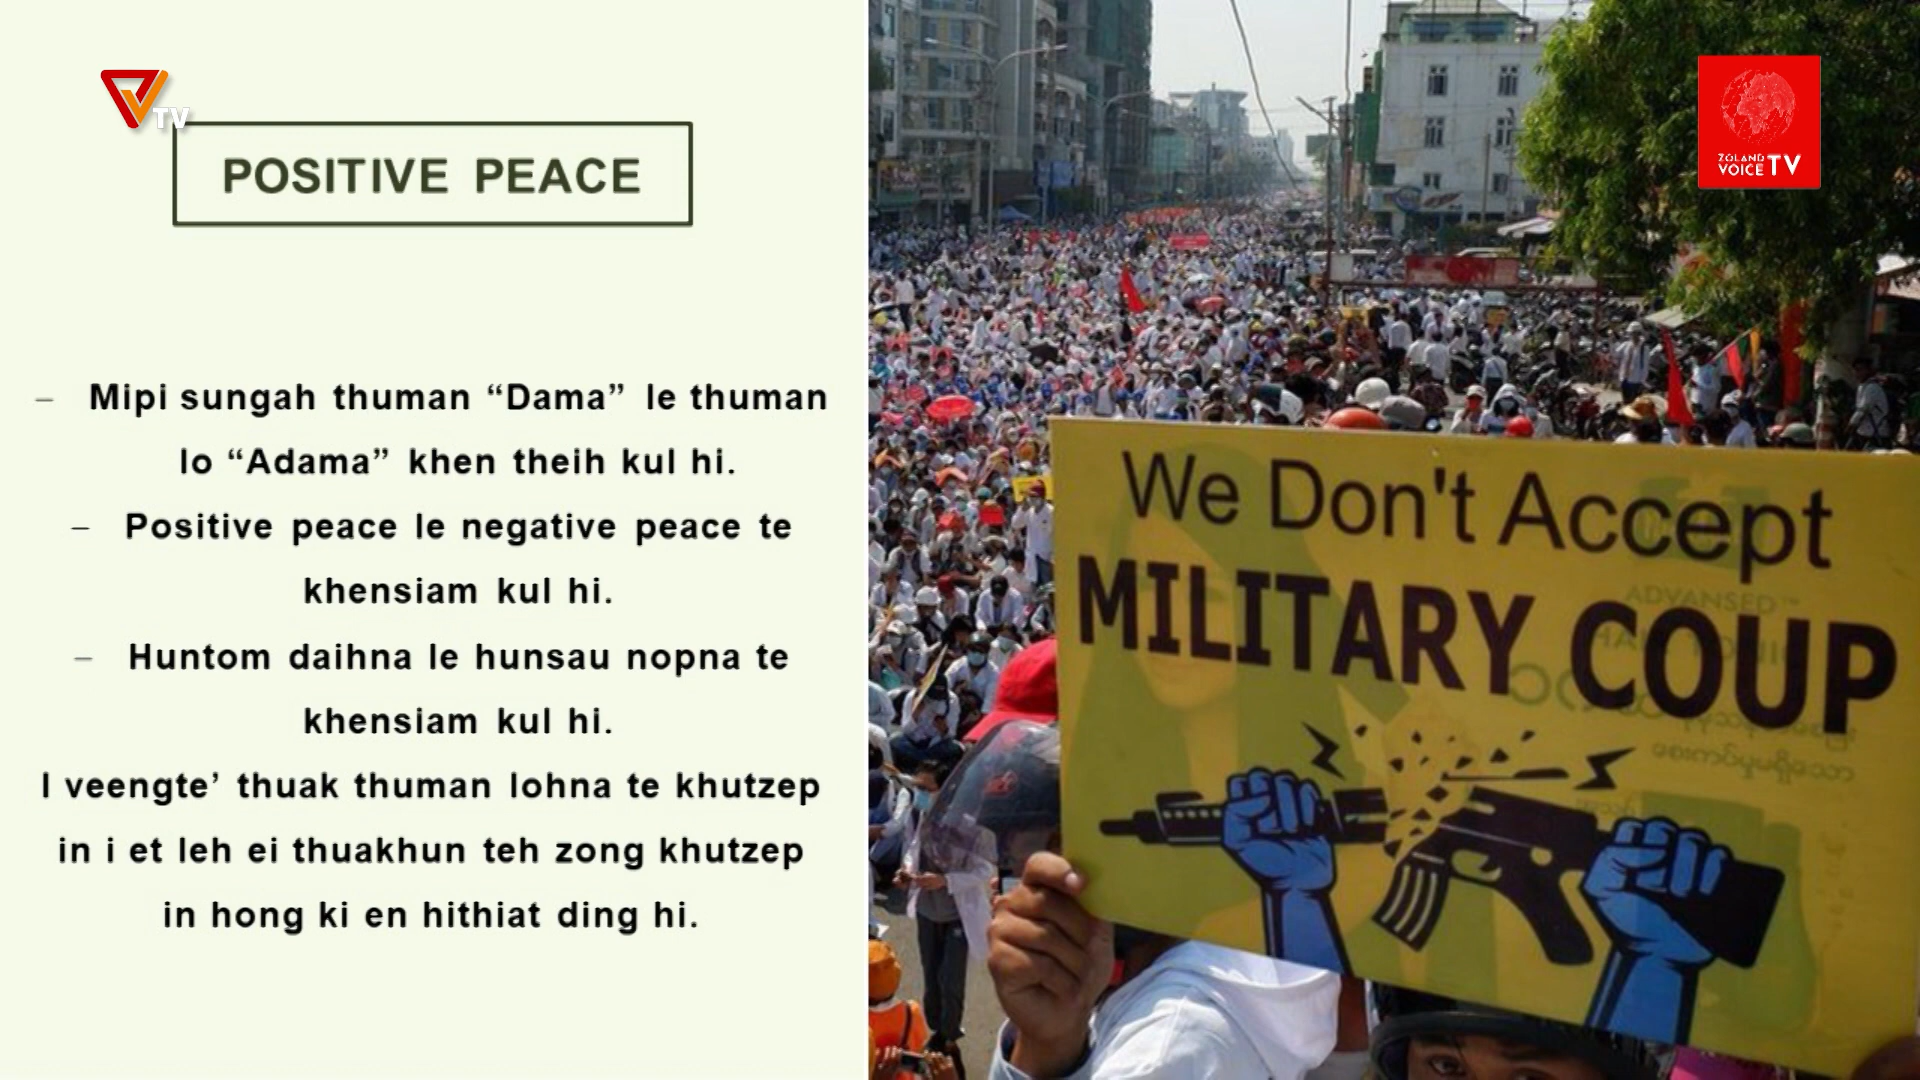 TV
POSITIVE PEACE
– Mipi sungah thuman “Dama” le thuman
lo “Adama” khen theih kul hi.
– Positive peace le negative peace te
khensiam kul hi.
– Huntom daihna le hunsau nopna te
khensiam kul hi.
I veengte’ thuak thuman lohna te khutzep
in i et leh ei thuakhun teh zong khutzep
in hong ki en hithiat ding hi.
ZOLAND
VOICE TV
We Don't Accept
MILITARY COUP
ADVANSED